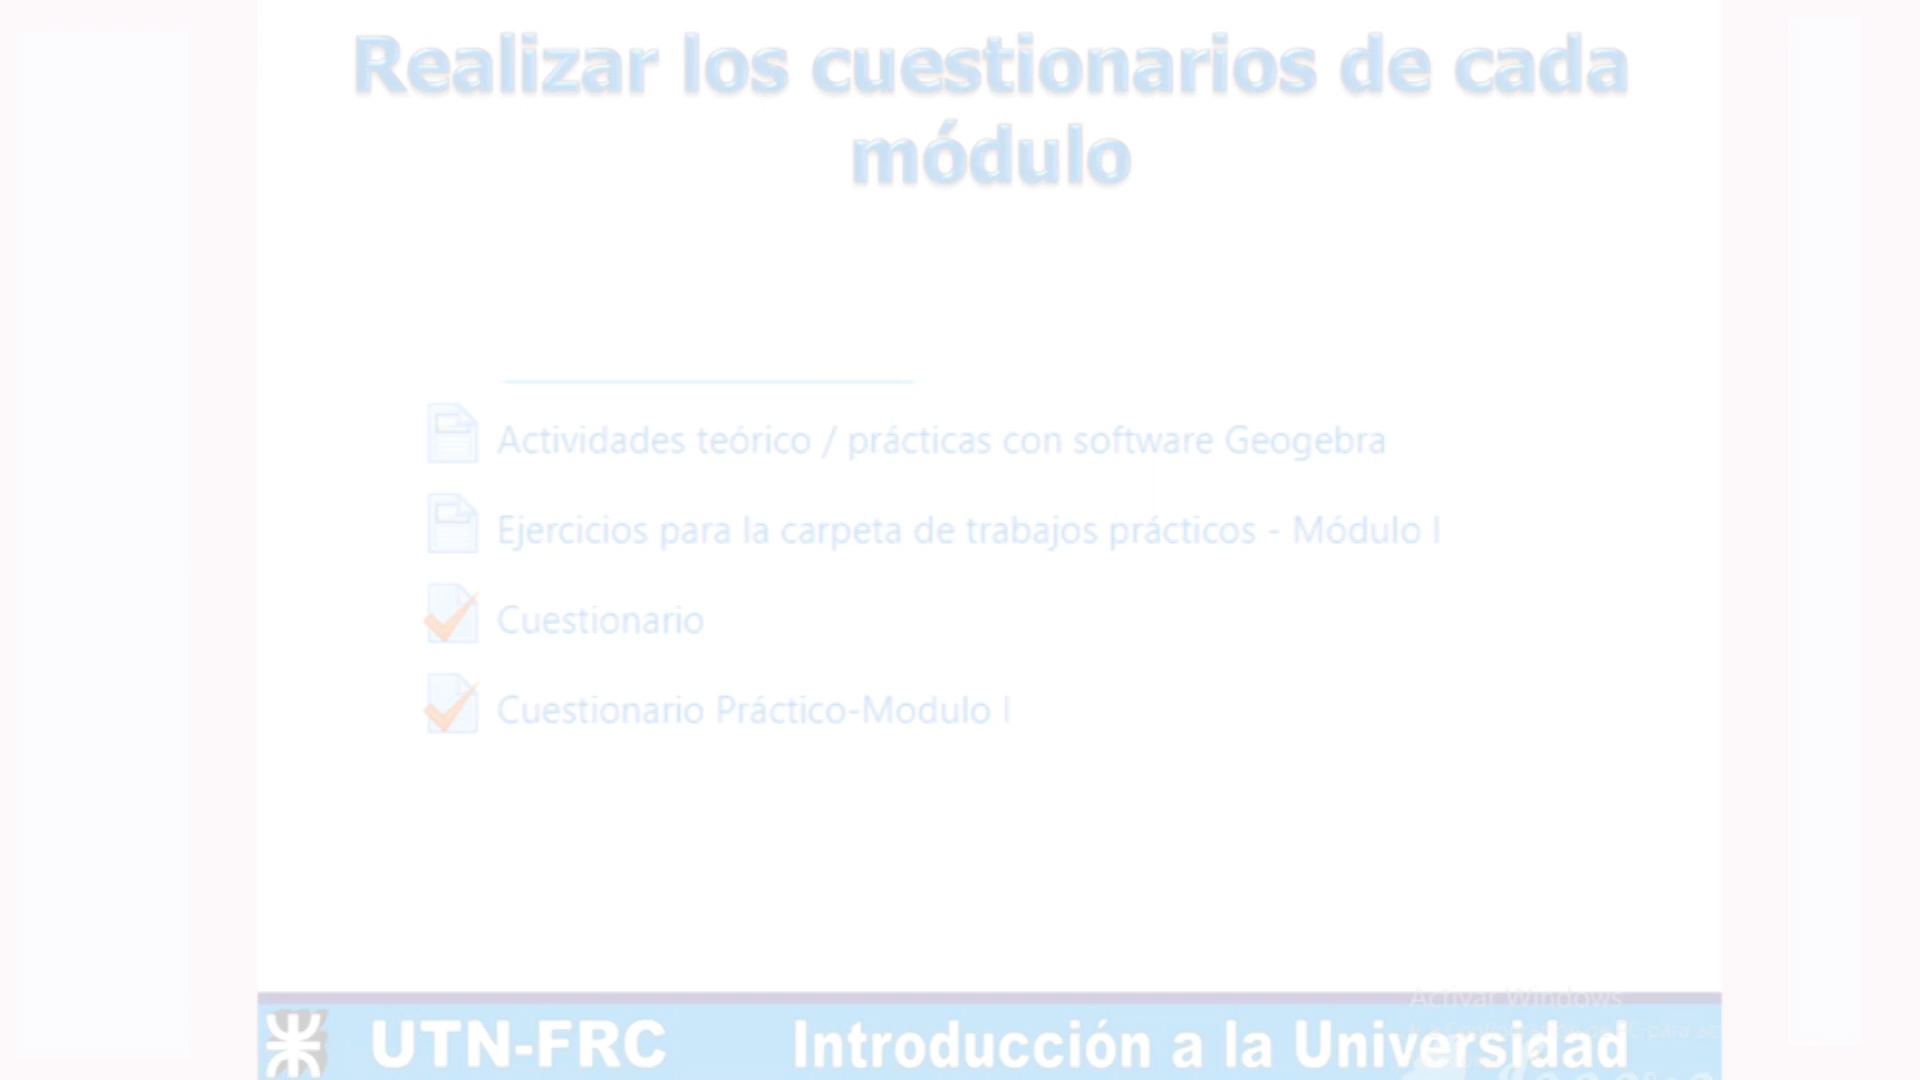 Realizar los cuestionarios de cada
módulo
Actividades teórico / prácticas con software Geogebra
Ejercicios para la carpeta de trabajos prácticos - Módulo I
Cuestionario
Cuestionario Práctico-Modulo I
Activar Windows
UTN-FRC Introducción a la Universidad